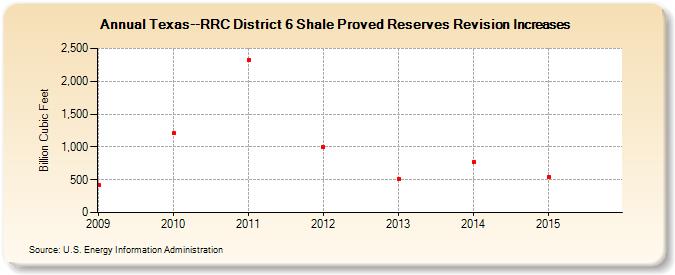 Annual Texas--RRC District 6 Shale Proved Reserves Revision Increases
Billion Cubic Feet
2,500
2,000
1,500
1,000
500
0
2009 2010 2011 2012 2013 2014 2015
Source: U.S. Energy Information Administration